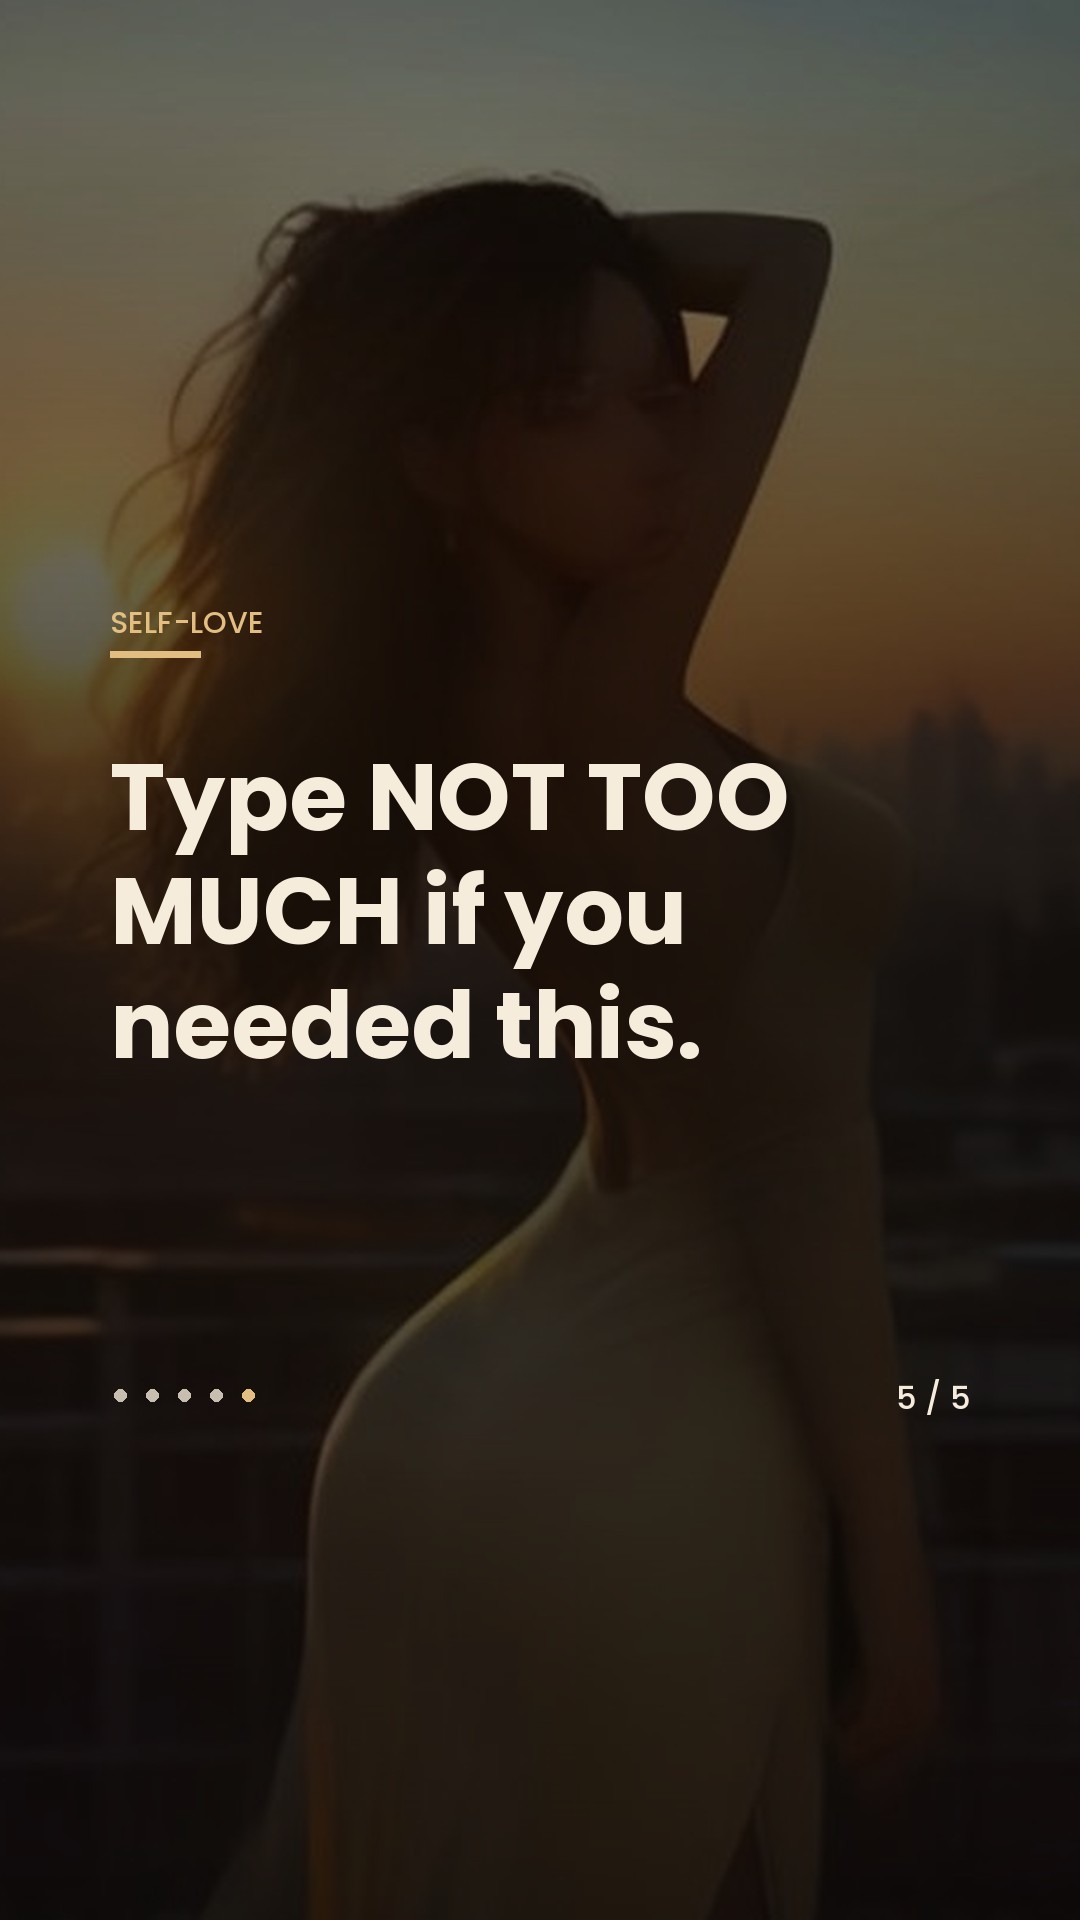 SELF-LOVE
Type NOT TOO
MUCH if you
needed this.
5 / 5